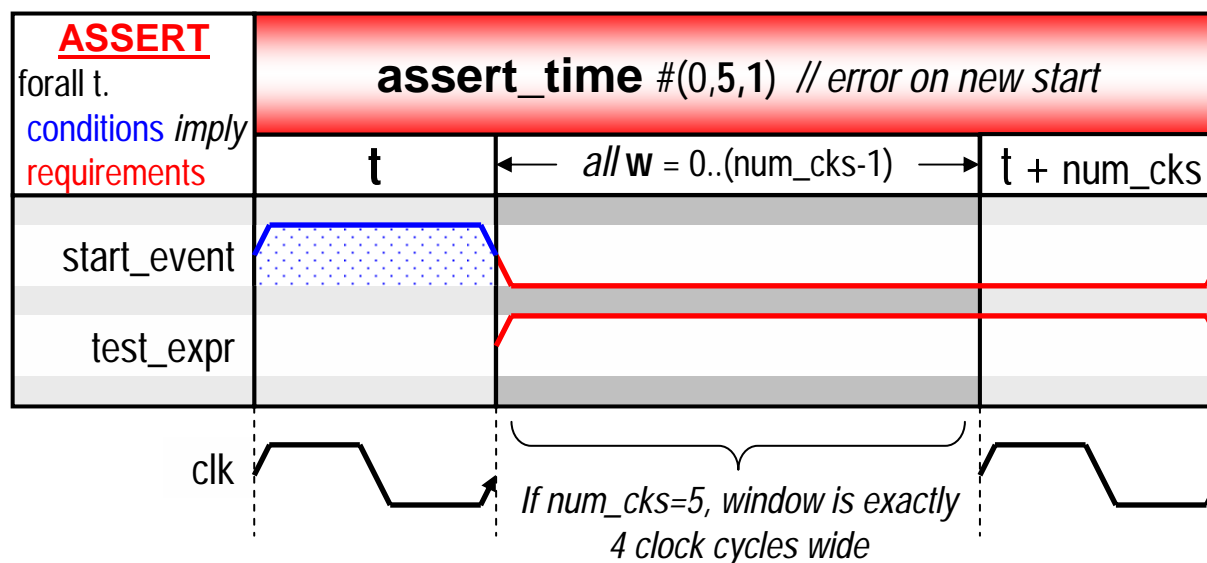 ASSERT
forall t.
conditions imply
requirements
assert_time #(0,5,1) // error on new start
t
all w = 0..(num_cks-1)
t + num_cks
start_event
test_expr
clk
If num_cks=5, window is exactly
4 clock cycles wide